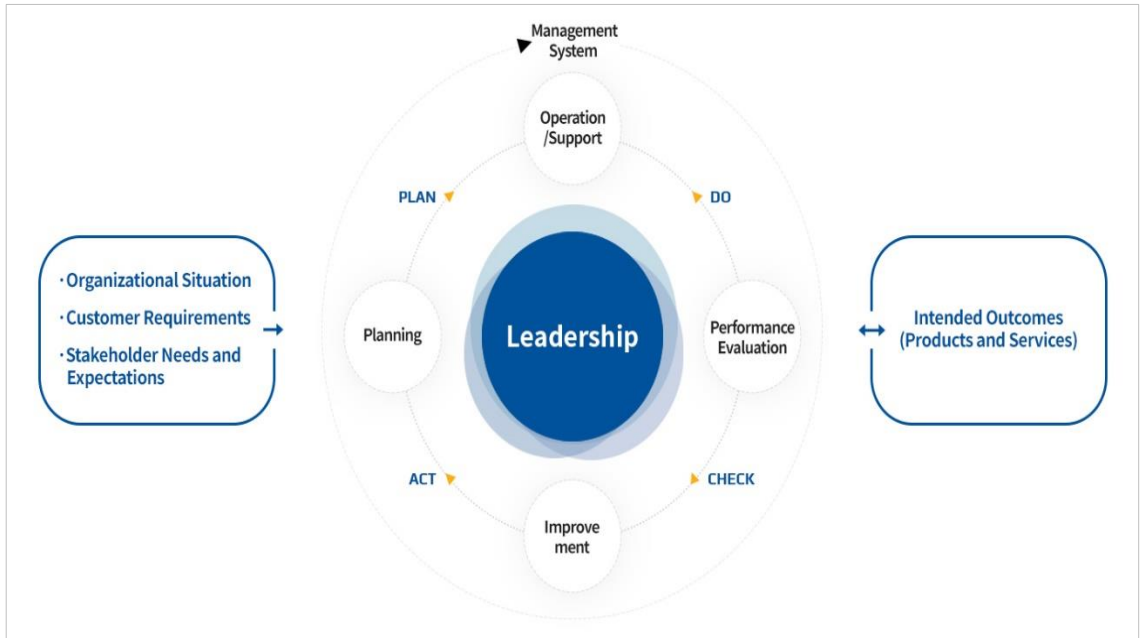 Management
System
Operation
/Support
PLAN
DO
· Organizational Situation
· Customer Requirements
· Stakeholder Needs and
Expectations
Planning
Leadership
Performance
Evaluation
Intended Outcomes
(Products and Services)
ACT
CHECK
Improve
ment